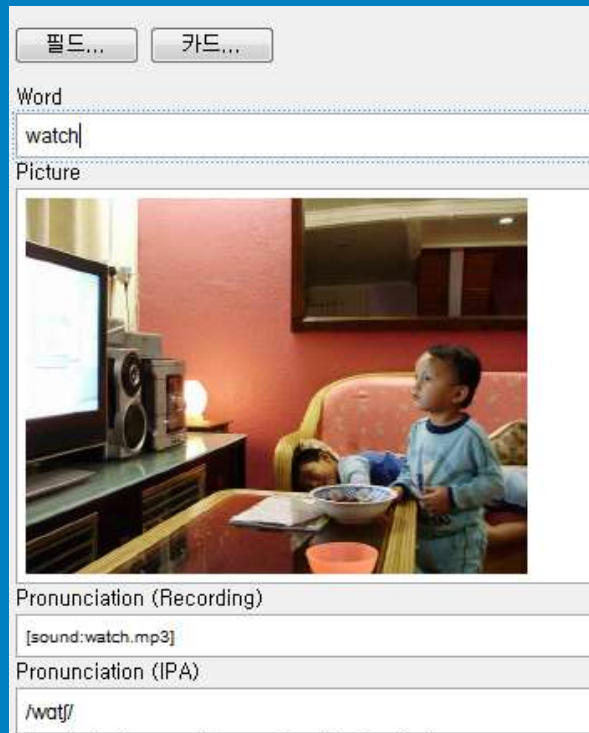 필드... 카드...
Word
watch
Picture
Pronunciation (Recording)
[sound:watch.mp3]
Pronunciation (IPA)
/wɑtʃ/